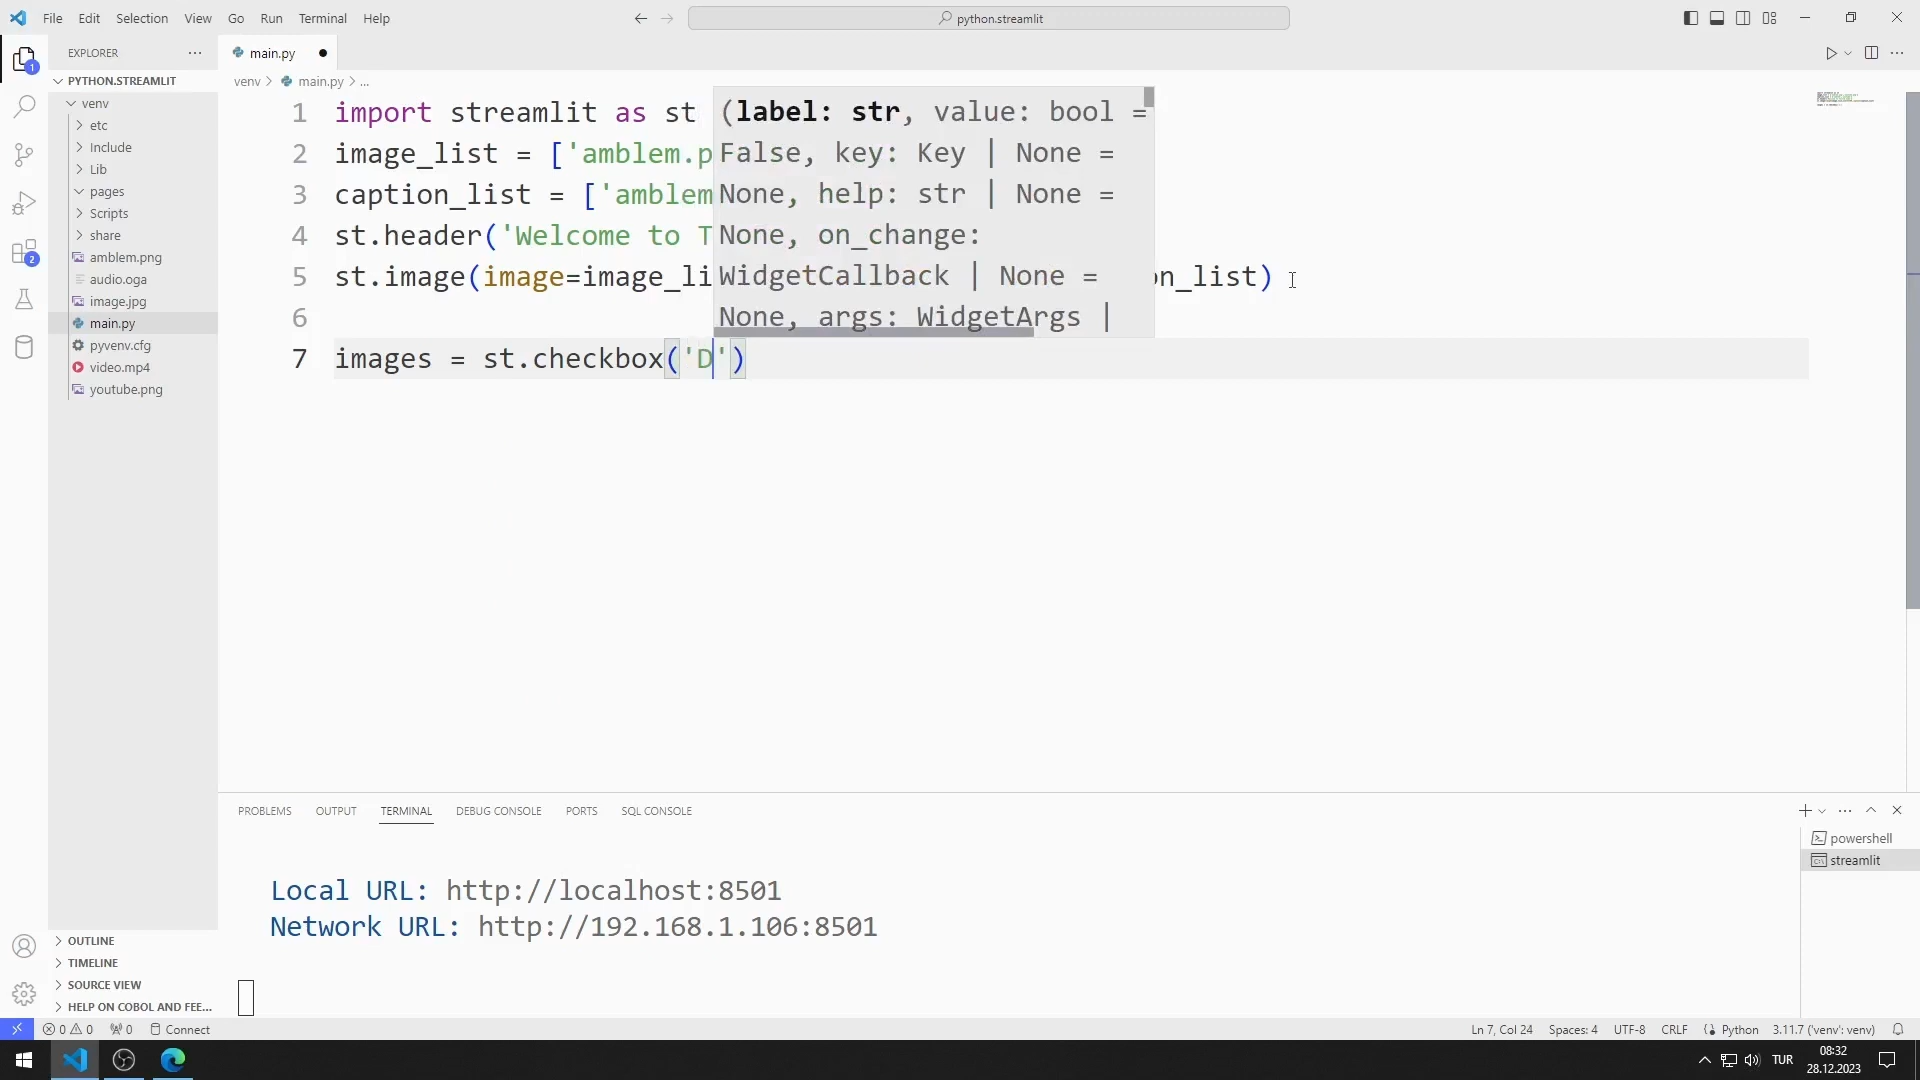 File Edit Selection View Go Run Terminal Help
python.streamlit
EXPLORER
main.py
PYTHON.STREAMLIT
venv > main.py > ...
venv
etc
Include
Lib
pages
Scripts
share
amblem.png
audio.oga
image.jpg
main.py
pyvenv.cfg
video.mp4
youtube.png
1 import streamlit as st
2 image_list = ['amblem.p
3 caption_list = ['amblem
4 st.header('Welcome to T
5 st.image(image=image_li on_list)
6
7 images = st.checkbox('D')
(label: str, value: bool =
False, key: Key | None =
None, help: str | None =
None, on_change:
WidgetCallback | None =
None, args: WidgetArgs |
PROBLEMS OUTPUT TERMINAL DEBUG CONSOLE PORTS SQL CONSOLE
powershell
streamlit
Local URL: http://localhost:8501
Network URL: http://192.168.1.106:8501
OUTLINE
TIMELINE
SOURCE VIEW
HELP ON COBOL AND FEE...
0 0 0 Connect
Ln 7, Col 24 Spaces: 4 UTF-8 CRLF Python 3.11.7 ('venv': venv)
1
2
TUR
08:32
28.12.2023